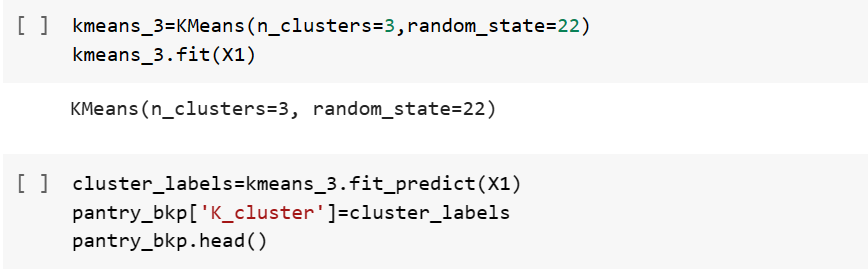 [ ] kmeans_3=KMeans(n_clusters=3,random_state=22)
kmeans_3.fit(X1)
KMeans(n_clusters=3, random_state=22)
[ ] cluster_labels=kmeans_3.fit_predict(X1)
pantry_bkp['K_cluster']=cluster_labels
pantry_bkp.head()